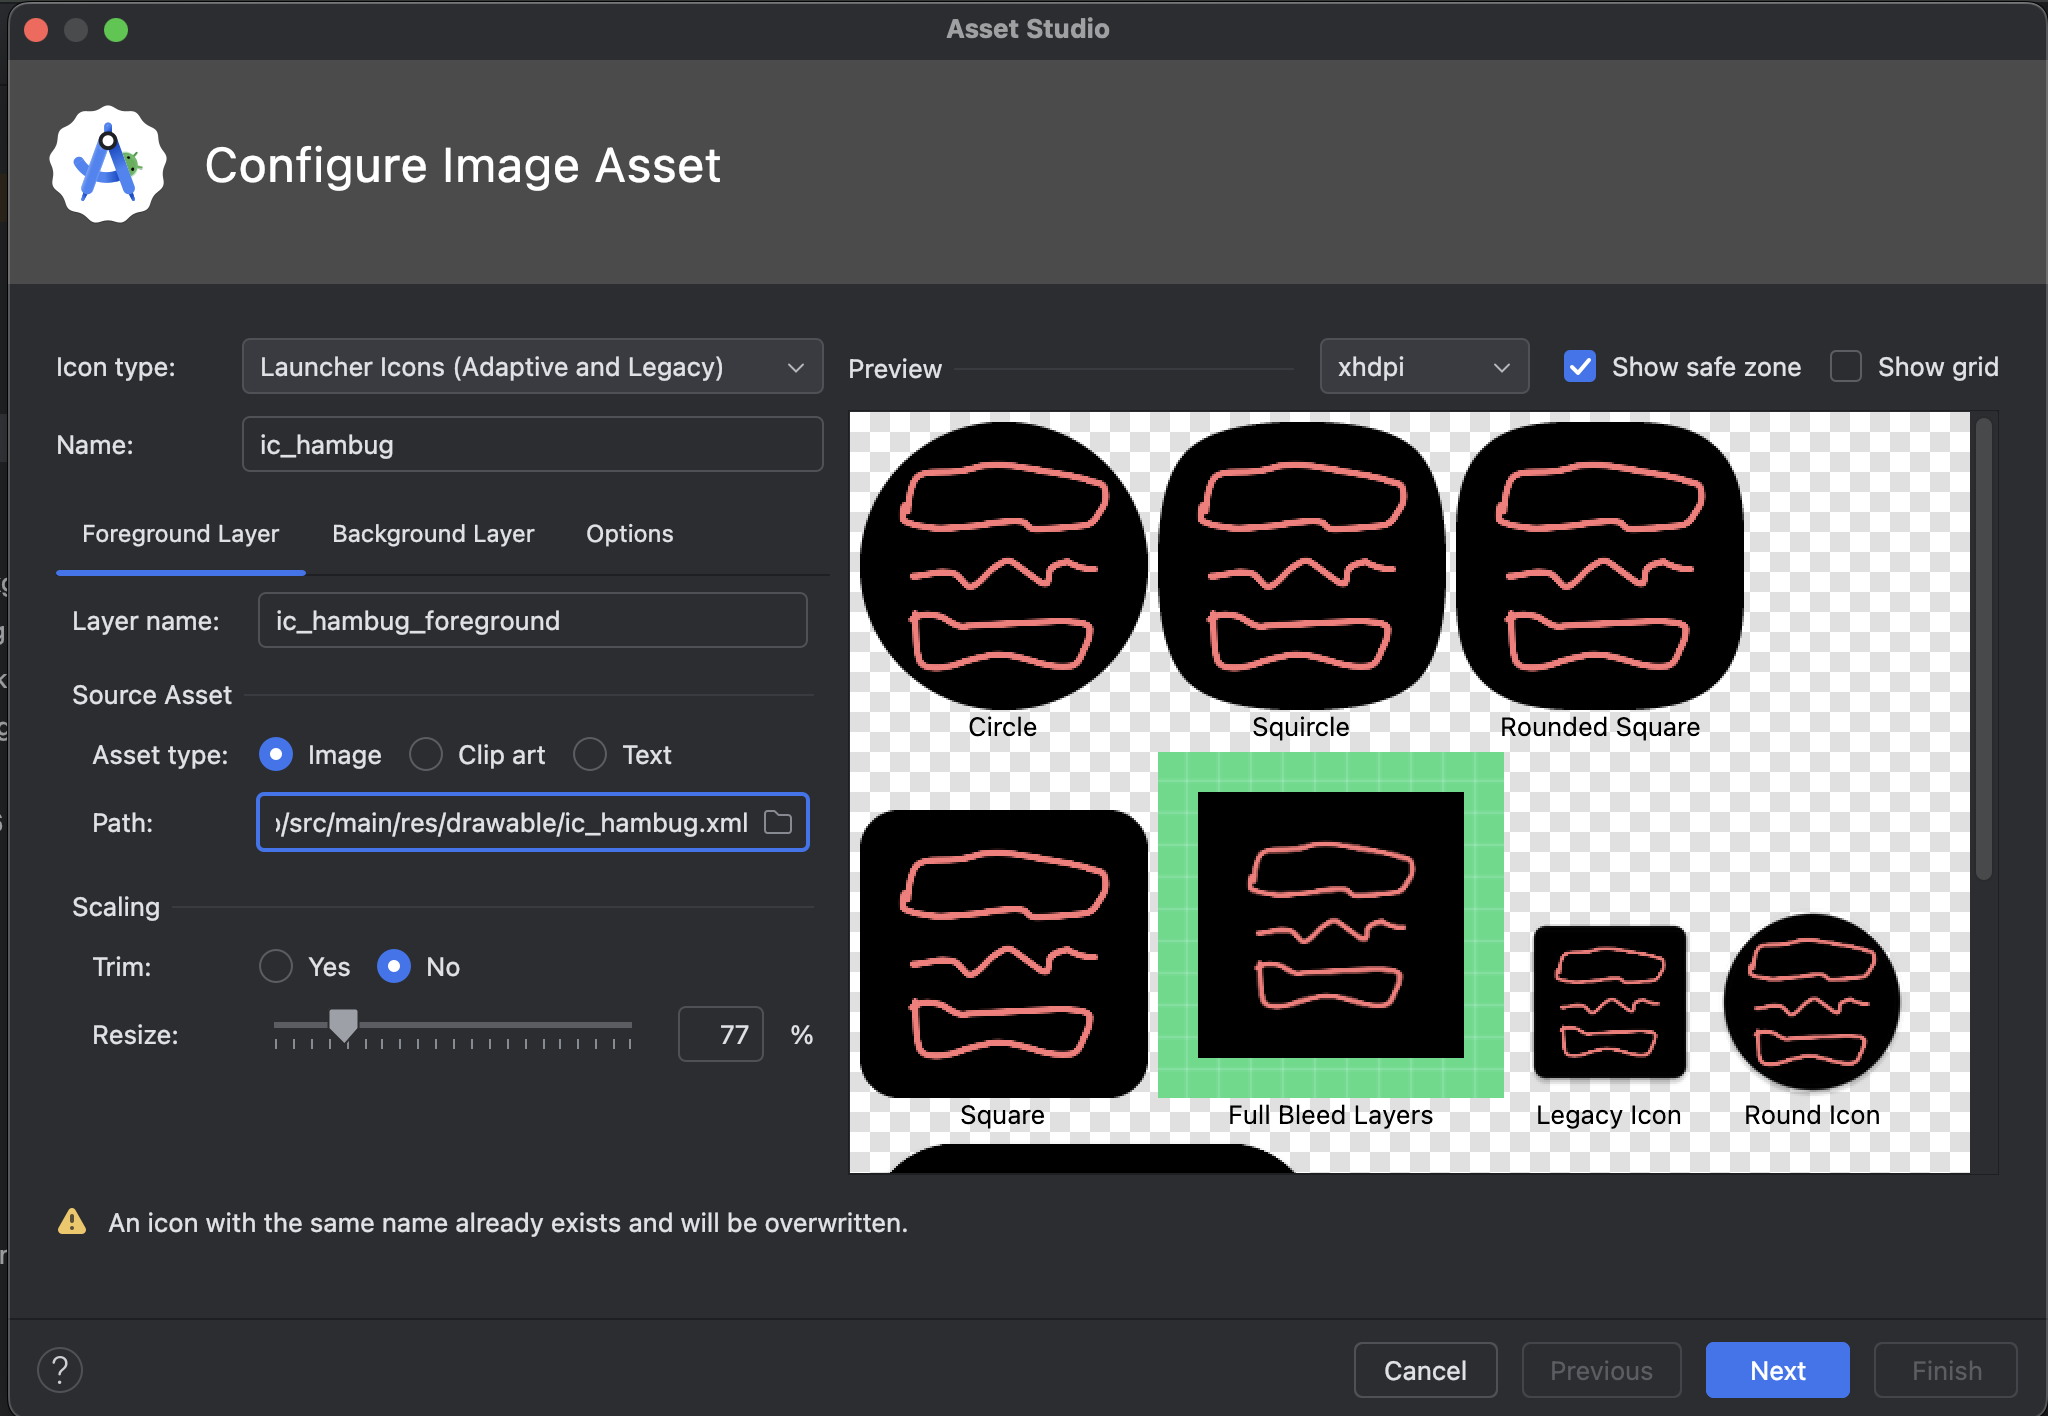 Asset Studio
Configure Image Asset
Icon type: Launcher Icons (Adaptive and Legacy)
Name: ic_hambug
Foreground Layer Background Layer Options
Layer name: ic_hambug_foreground
Source Asset
Asset type: Image Clip art Text
Path: /src/main/res/drawable/ic_hambug.xml
Scaling
Trim: Yes No
Resize: 77 %
Preview xhdpi Show safe zone Show grid
Circle Squircle Rounded Square
Square Full Bleed Layers Legacy Icon Round Icon
An icon with the same name already exists and will be overwritten.
? Cancel Previous Next Finish